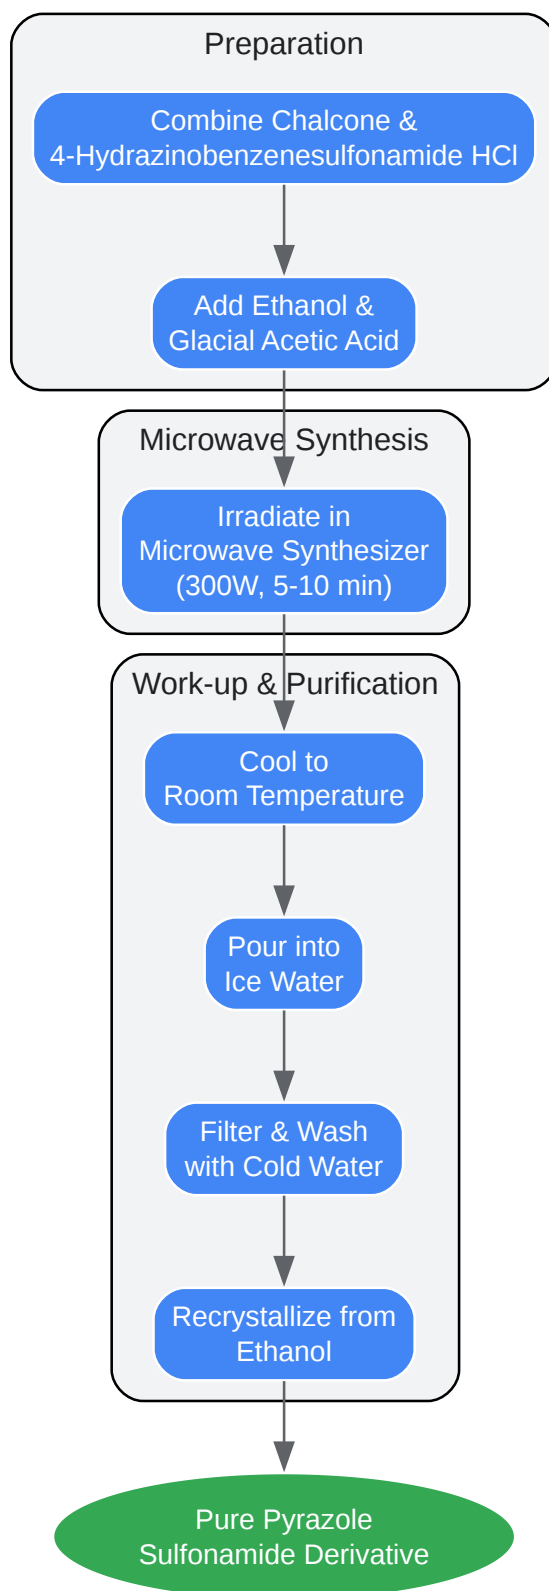 Preparation
Combine Chalcone &
4-Hydrazinobenzenesulfonamide HCl
Add Ethanol &
Glacial Acetic Acid
Microwave Synthesis
Irradiate in
Microwave Synthesizer
(300W, 5-10 min)
Work-up & Purification
Cool to
Room Temperature
Pour into
Ice Water
Filter & Wash
with Cold Water
Recrystallize from
Ethanol
Pure Pyrazole
Sulfonamide Derivative